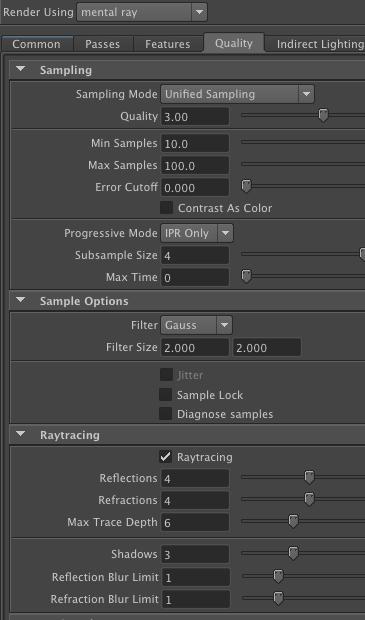 Render Using mental ray
Common Passes Features Quality Indirect Lighting
Sampling
Sampling Mode Unified Sampling
Quality 3.00
Min Samples 10.0
Max Samples 100.0
Error Cutoff 0.000
Contrast As Color
Progressive Mode IPR Only
Subsample Size 4
Max Time 0
Sample Options
Filter Gauss
Filter Size 2.000 2.000
Jitter
Sample Lock
Diagnose samples
Raytracing
Raytracing
Reflections 4
Refractions 4
Max Trace Depth 6
Shadows 3
Reflection Blur Limit 1
Refraction Blur Limit 1